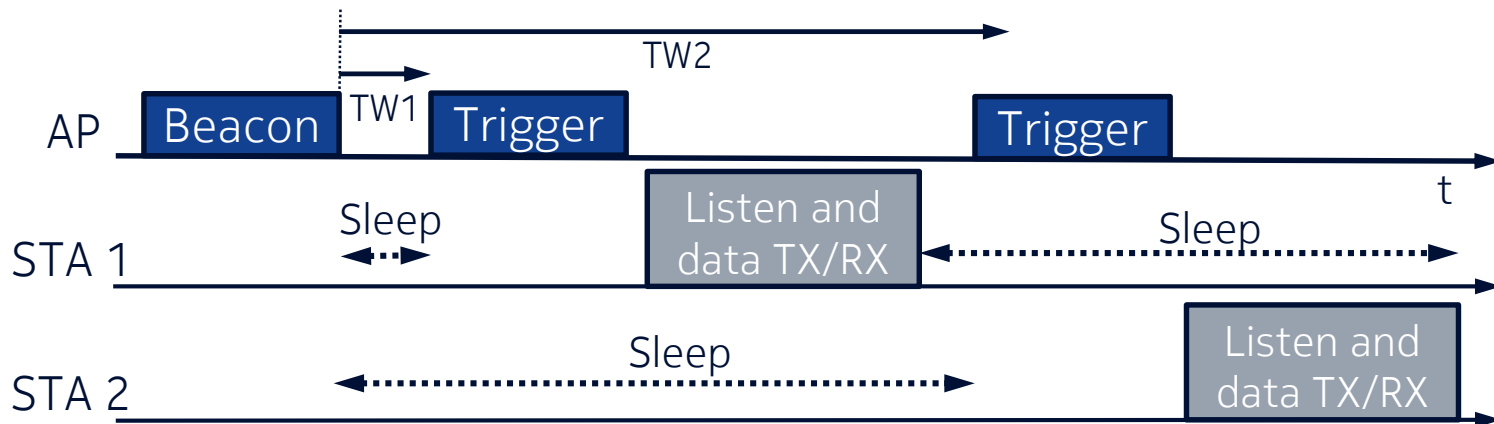 TW2
TW1
AP
Beacon
Trigger
Trigger
t
STA 1
Sleep
Listen and
data TX/RX
Sleep
STA 2
Sleep
Listen and
data TX/RX